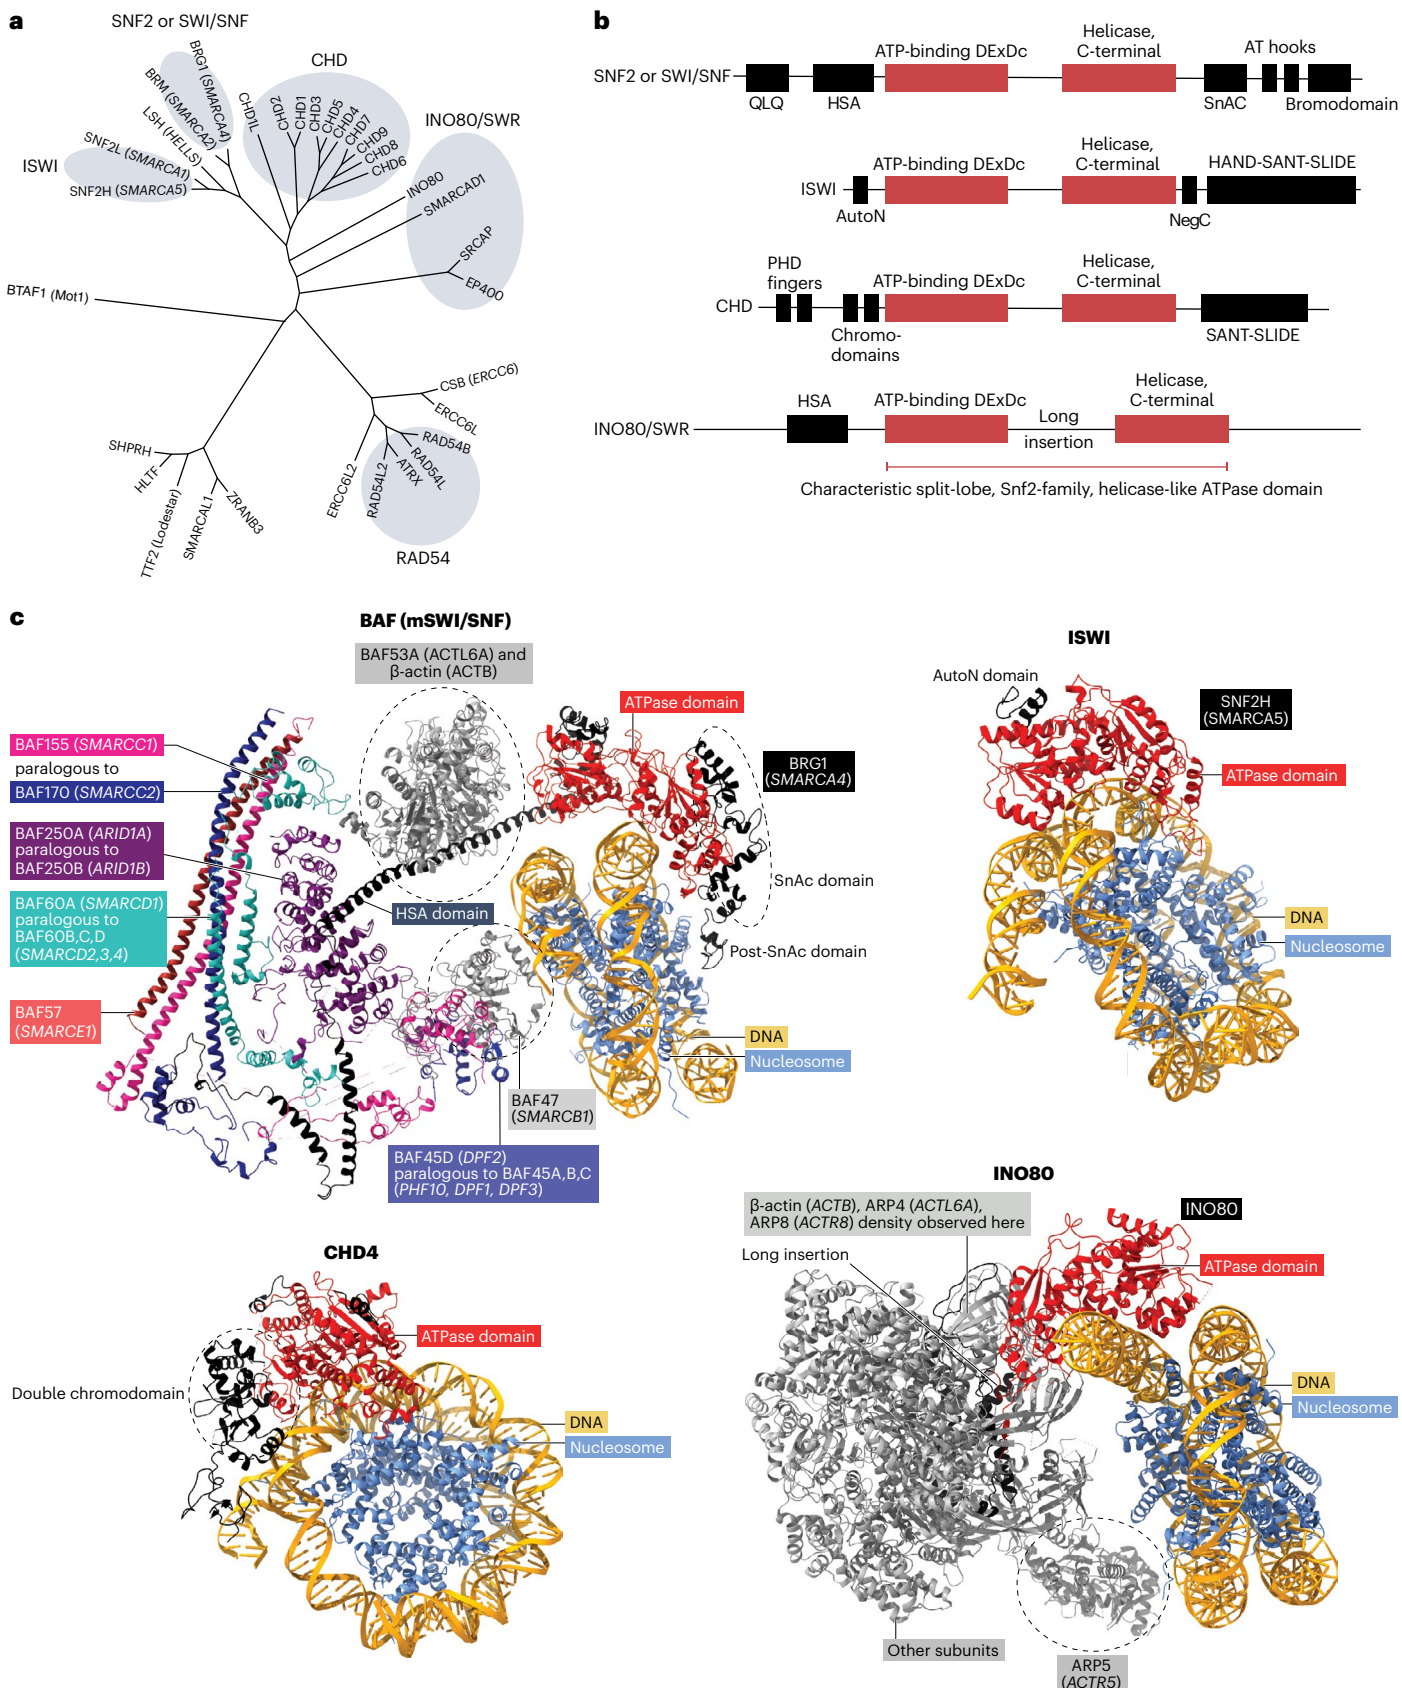 a
SNF2 or SWI/SNF
BRG1 (SMARCA4)
BRM (SMARCA2)
LSH (HELLS)
SNF2L (SMARCA1)
ISWI
SNF2H (SMARCA5)
CHD
CHD1L
CHD2
CHD1
CHD3
CHD5
CHD4
CHD7
CHD9
CHD8
CHD6
INO80/SWR
INO80
SMARCAD1
SRCAP
EP400
BTAF1 (Mot1)
CSB (ERCC6)
ERCC6L
RAD54B
RAD54L
ATRX
RAD54L2
ERCC6L2
RAD54
SHPRH
HLTF
TTF2 (Lodestar)
SMARCAL1
ZRANB3
b
SNF2 or SWI/SNF
QLQ
HSA
ATP-binding DExDc
Helicase,
C-terminal
SnAC
AT hooks
Bromodomain
ISWI
AutoN
ATP-binding DExDc
Helicase,
C-terminal
NegC
HAND-SANT-SLIDE
CHD
PHD
fingers
Chromo-
domains
ATP-binding DExDc
Helicase,
C-terminal
SANT-SLIDE
INO80/SWR
HSA
ATP-binding DExDc
Long
insertion
Helicase,
C-terminal
Characteristic split-lobe, Snf2-family, helicase-like ATPase domain
c
BAF (mSWI/SNF)
BAF53A (ACTL6A) and
β-actin (ACTB)
ATPase domain
BRG1
(SMARCA4)
BAF155 (SMARCC1)
paralogous to
BAF170 (SMARCC2)
BAF250A (ARID1A)
paralogous to
BAF250B (ARID1B)
BAF60A (SMARCD1)
paralogous to
BAF60B,C,D
(SMARCD2,3,4)
BAF57
(SMARCE1)
HSA domain
SnAc domain
Post-SnAc domain
DNA
Nucleosome
BAF47
(SMARCB1)
BAF45D (DPF2)
paralogous to BAF45A,B,C
(PHF10, DPF1, DPF3)
ISWI
AutoN domain
SNF2H
(SMARCA5)
ATPase domain
DNA
Nucleosome
CHD4
ATPase domain
Double chromodomain
DNA
Nucleosome
INO80
β-actin (ACTB), ARP4 (ACTL6A),
ARP8 (ACTR8) density observed here
Long insertion
INO80
ATPase domain
DNA
Nucleosome
Other subunits
ARP5
(ACTR5)